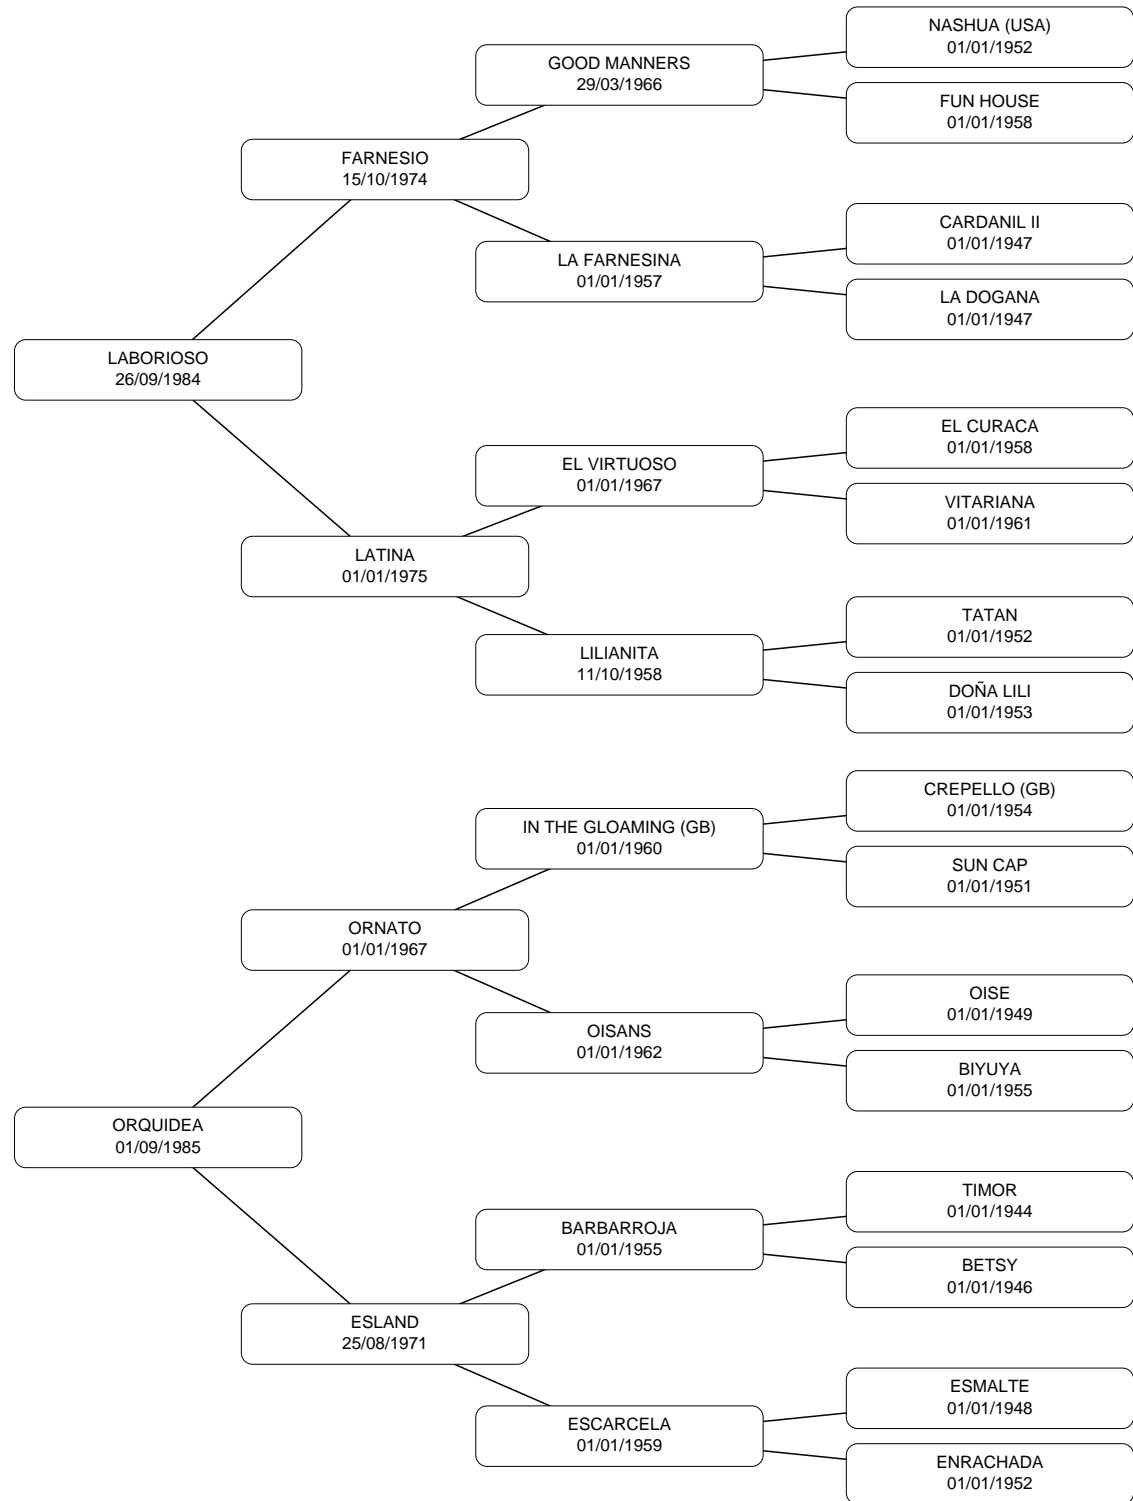 NASHUA (USA)
01/01/1952
GOOD MANNERS
29/03/1966
FUN HOUSE
01/01/1958
FARNESIO
15/10/1974
CARDANIL II
01/01/1947
LA FARNESINA
01/01/1957
LA DOGANA
01/01/1947
LABORIOSO
26/09/1984
EL CURACA
01/01/1958
EL VIRTUOSO
01/01/1967
VITARIANA
01/01/1961
LATINA
01/01/1975
TATAN
01/01/1952
LILIANITA
11/10/1958
DOÑA LILI
01/01/1953
CREPELLO (GB)
01/01/1954
IN THE GLOAMING (GB)
01/01/1960
SUN CAP
01/01/1951
ORNATO
01/01/1967
OISE
01/01/1949
OISANS
01/01/1962
BIYUYA
01/01/1955
ORQUIDEA
01/09/1985
TIMOR
01/01/1944
BARBARROJA
01/01/1955
BETSY
01/01/1946
ESLAND
25/08/1971
ESMALTE
01/01/1948
ESCARCELA
01/01/1959
ENRACHADA
01/01/1952